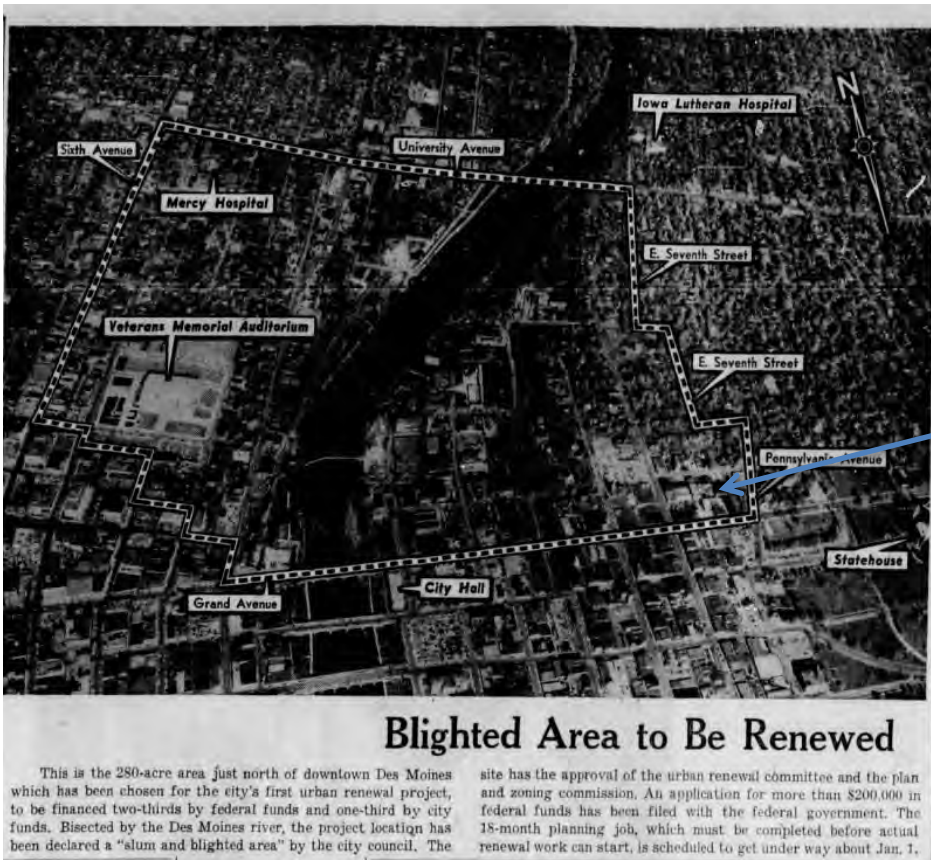 N
Iowa Lutheran Hospital
Sixth Avenue
University Avenue
Mercy Hospital
E. Seventh Street
Veterans Memorial Auditorium
E. Seventh Street
Pennsylvania Avenue
Statehouse
City Hall
Grand Avenue
Blighted Area to Be Renewed
This is the 280-acre area just north of downtown Des Moines
which has been chosen for the city's first urban renewal project,
to be financed two-thirds by federal funds and one-third by city
funds. Bisected by the Des Moines river, the project location has
been declared a "slum and blighted area" by the city council. The
site has the approval of the urban renewal committee and the plan
and zoning commission. An application for more than $200,000 in
federal funds has been filed with the federal government. The
18-month planning job, which must be completed before actual
renewal work can start, is scheduled to get under way about Jan. 1.